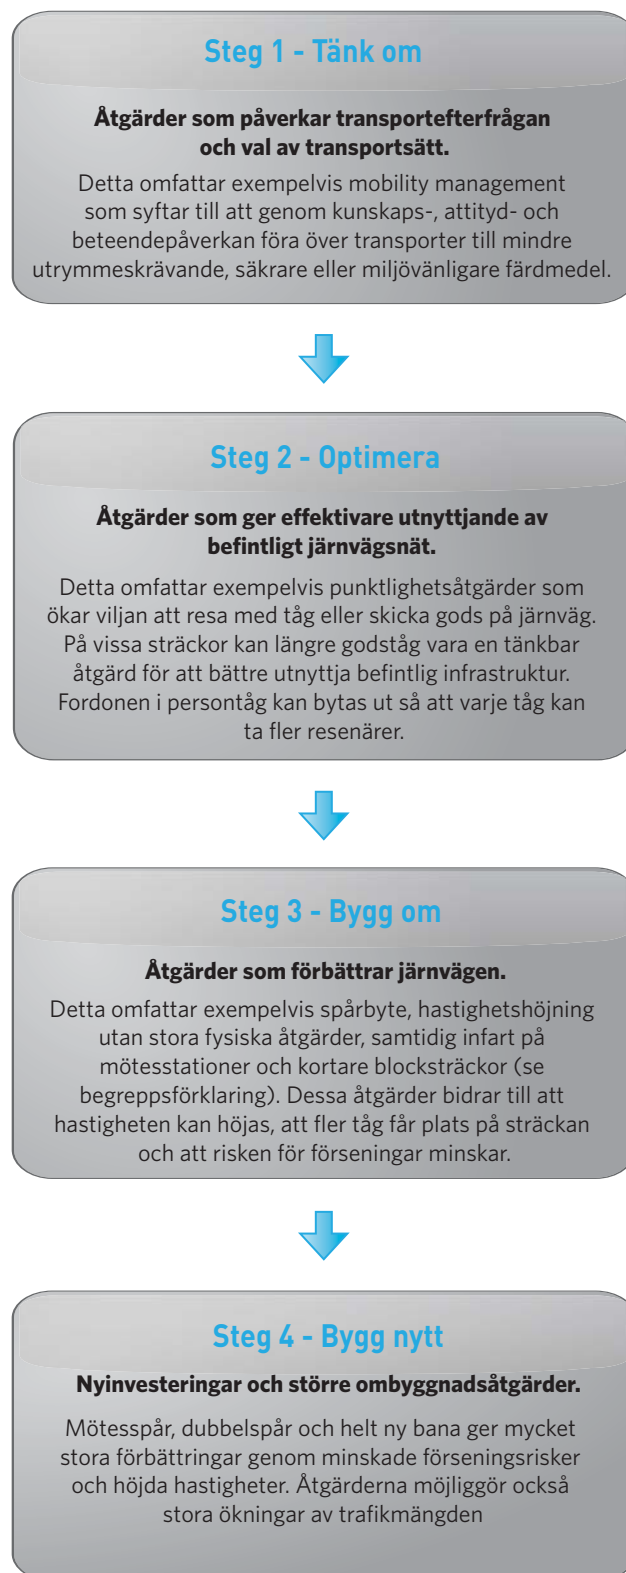 Steg 1 - Tänk om
Åtgärder som påverkar transportefterfrågan
och val av transportsätt.
Detta omfattar exempelvis mobility management
som syftar till att genom kunskaps-, attityd- och
beteendepåverkan föra över transporter till mindre
utrymmeskrävande, säkrare eller miljövänligare färdmedel.
Steg 2 - Optimera
Åtgärder som ger effektivare utnyttjande av
befintligt järnvägsnät.
Detta omfattar exempelvis punktlighetsåtgärder som
ökar viljan att resa med tåg eller skicka gods på järnväg.
På vissa sträckor kan längre godståg vara en tänkbar
åtgärd för att bättre utnyttja befintlig infrastruktur.
Fordonen i persontåg kan bytas ut så att varje tåg kan
ta fler resenärer.
Steg 3 - Bygg om
Åtgärder som förbättrar järnvägen.
Detta omfattar exempelvis spårbyte, hastighetshöjning
utan stora fysiska åtgärder, samtidig infart på
mötesstationer och kortare blocksträckor (se
begreppsförklaring). Dessa åtgärder bidrar till att
hastigheten kan höjas, att fler tåg får plats på sträckan
och att risken för förseningar minskar.
Steg 4 - Bygg nytt
Nyinvesteringar och större ombyggnadsåtgärder.
Mötesspår, dubbelspår och helt ny bana ger mycket
stora förbättringar genom minskade förseningsrisker
och höjda hastigheter. Åtgärderna möjliggör också
stora ökningar av trafikmängden